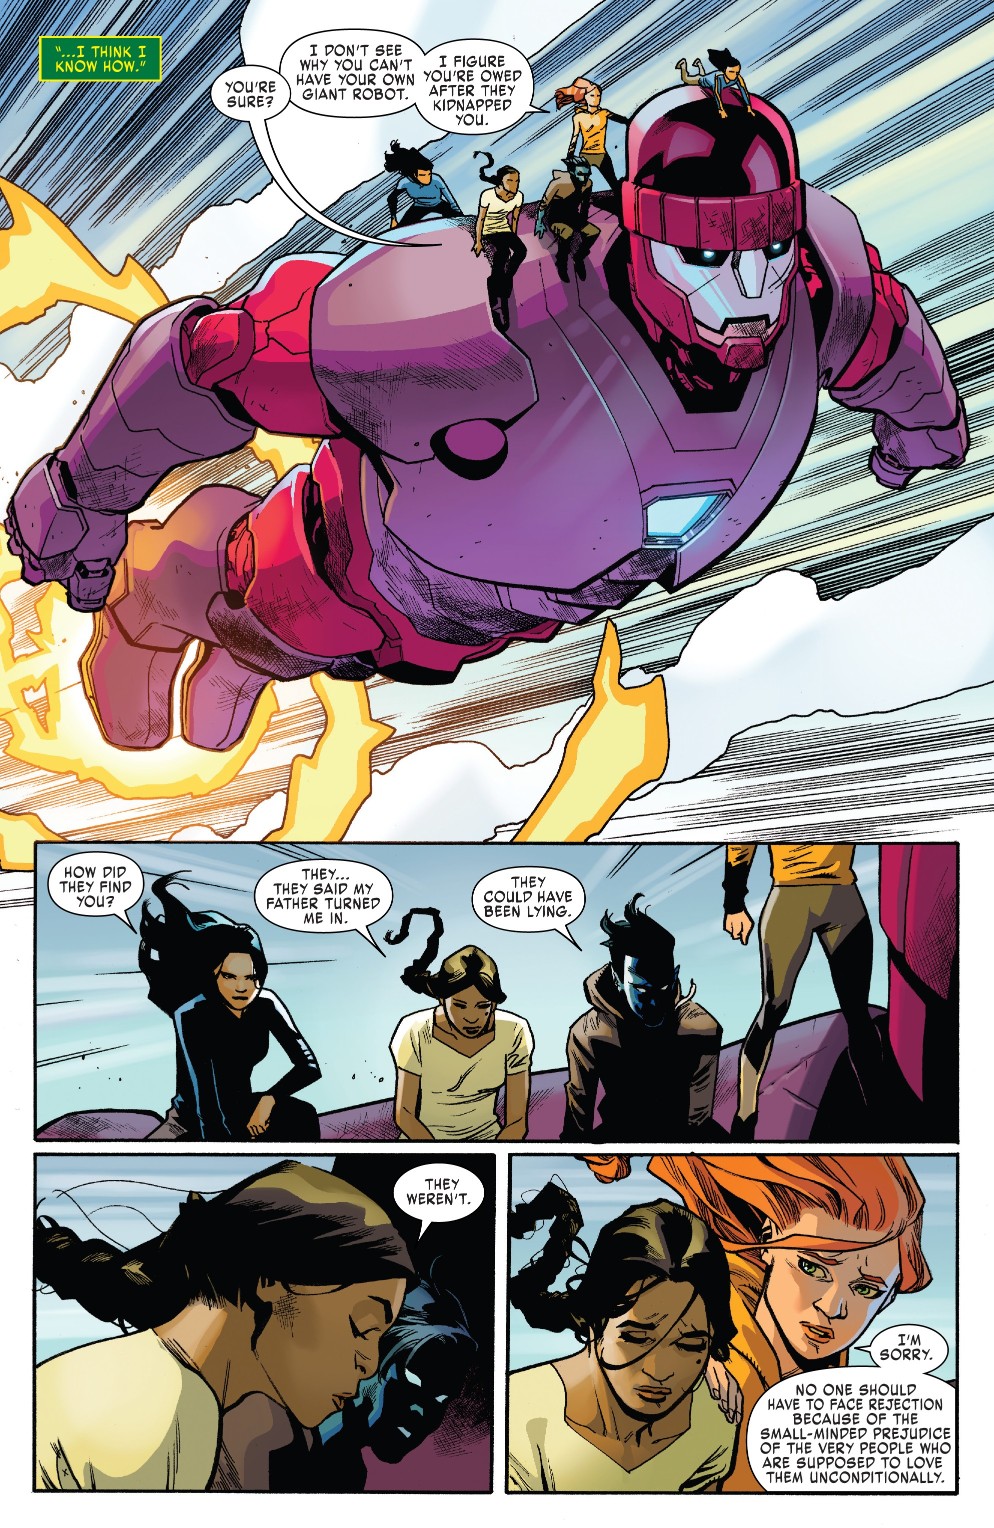 "...I THINK I
KNOW HOW."
YOU'RE
SURE?
I DON'T SEE
WHY YOU CAN'T
HAVE YOUR OWN
GIANT ROBOT.
I FIGURE
YOU'RE OWED
AFTER THEY
KIDNAPPED
YOU.
HOW DID
THEY FIND
YOU?
THEY...
THEY SAID MY
FATHER TURNED
ME IN.
THEY
COULD HAVE
BEEN LYING.
THEY
WEREN'T.
I'M
SORRY.
NO ONE SHOULD
HAVE TO FACE REJECTION
BECAUSE OF THE
SMALL-MINDED PREJUDICE
OF THE VERY PEOPLE WHO
ARE SUPPOSED TO LOVE
THEM UNCONDITIONALLY.